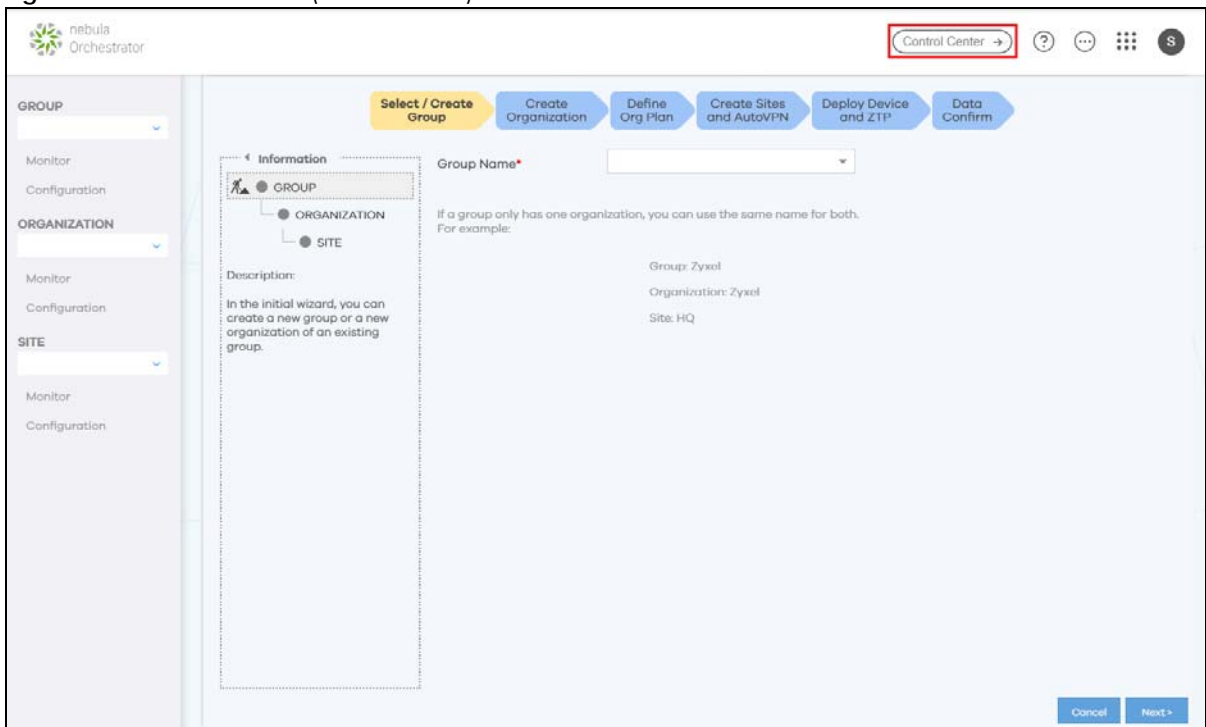 nebula
Orchestrator
Control Center →
S
GROUP
Monitor
Configuration
ORGANIZATION
Monitor
Configuration
SITE
Monitor
Configuration
Select / Create
Group
Create
Organization
Define
Org Plan
Create Sites
and AutoVPN
Deploy Device
and ZTP
Data
Confirm
Information
GROUP
ORGANIZATION
SITE
Description:
In the initial wizard, you can
create a new group or a new
organization of an existing
group.
Group Name*
If a group only has one organization, you can use the same name for both.
For example:
Group: Zyxel
Organization: Zyxel
Site: HQ
Cancel
Next >